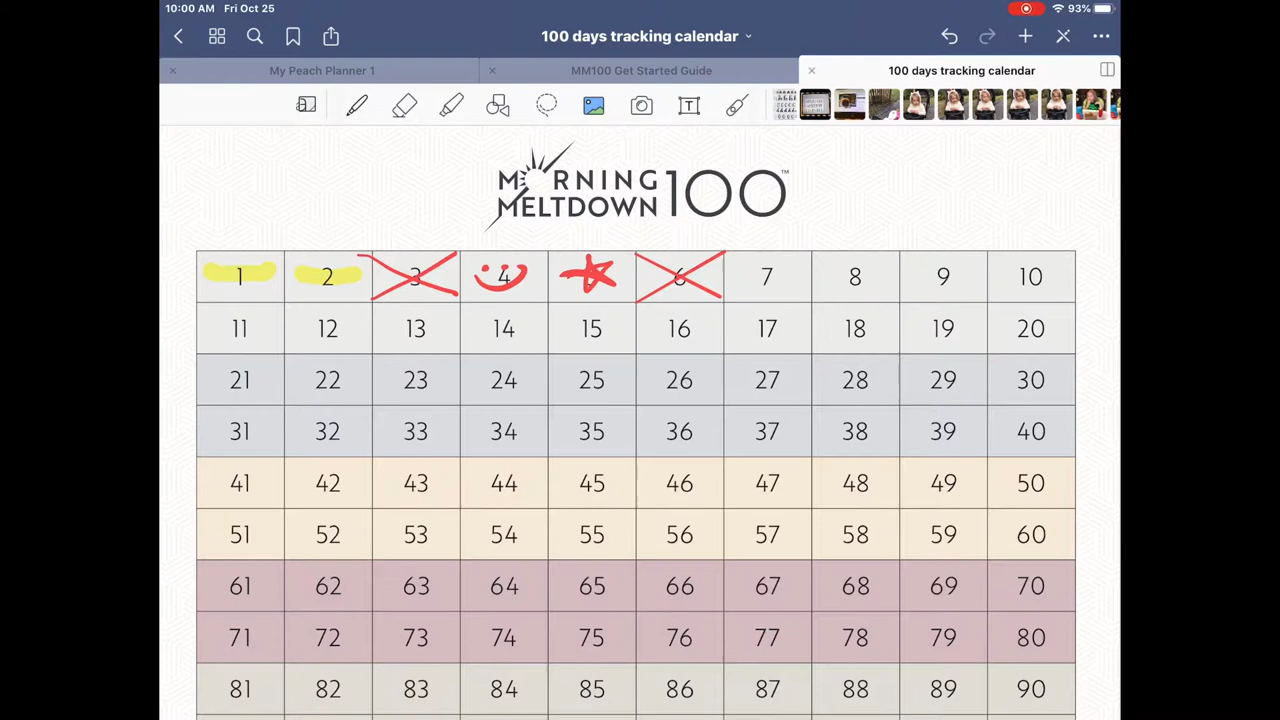 10:00 AM Fri Oct 25
93%
100 days tracking calendar
My Peach Planner 1
MM100 Get Started Guide
100 days tracking calendar
MORNING
MELTDOWN 100™
1 2 3 4 6 7 8 9 10
11 12 13 14 15 16 17 18 19 20
21 22 23 24 25 26 27 28 29 30
31 32 33 34 35 36 37 38 39 40
41 42 43 44 45 46 47 48 49 50
51 52 53 54 55 56 57 58 59 60
61 62 63 64 65 66 67 68 69 70
71 72 73 74 75 76 77 78 79 80
81 82 83 84 85 86 87 88 89 90